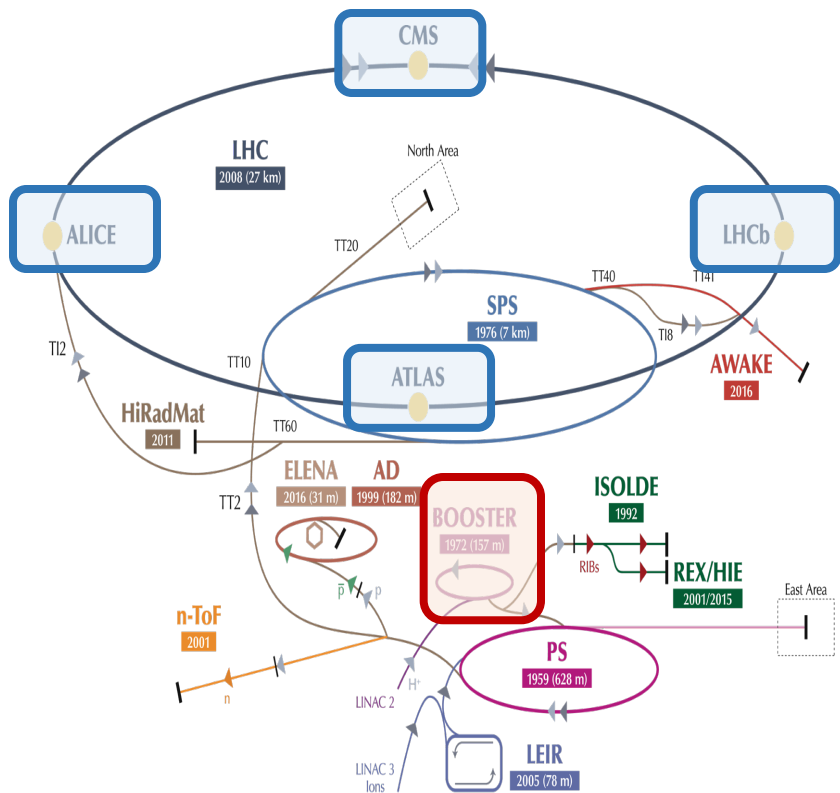 CMS
LHC
2008 (27 km)
North Area
ALICE
LHCb
TT20
TT40
TT41
SPS
1976 (7 km)
TI8
TI2
TT10
ATLAS
AWAKE
2016
HiRadMat
2011
TT60
ELENA
2016 (31 m)
AD
1999 (182 m)
TT2
BOOSTER
1972 (157 m)
ISOLDE
1992
RIBs
REX/HIE
2001/2015
East Area
p̅
p
n-ToF
2001
n
PS
1959 (628 m)
H⁺
LINAC 2
LEIR
2005 (78 m)
LINAC 3
Ions